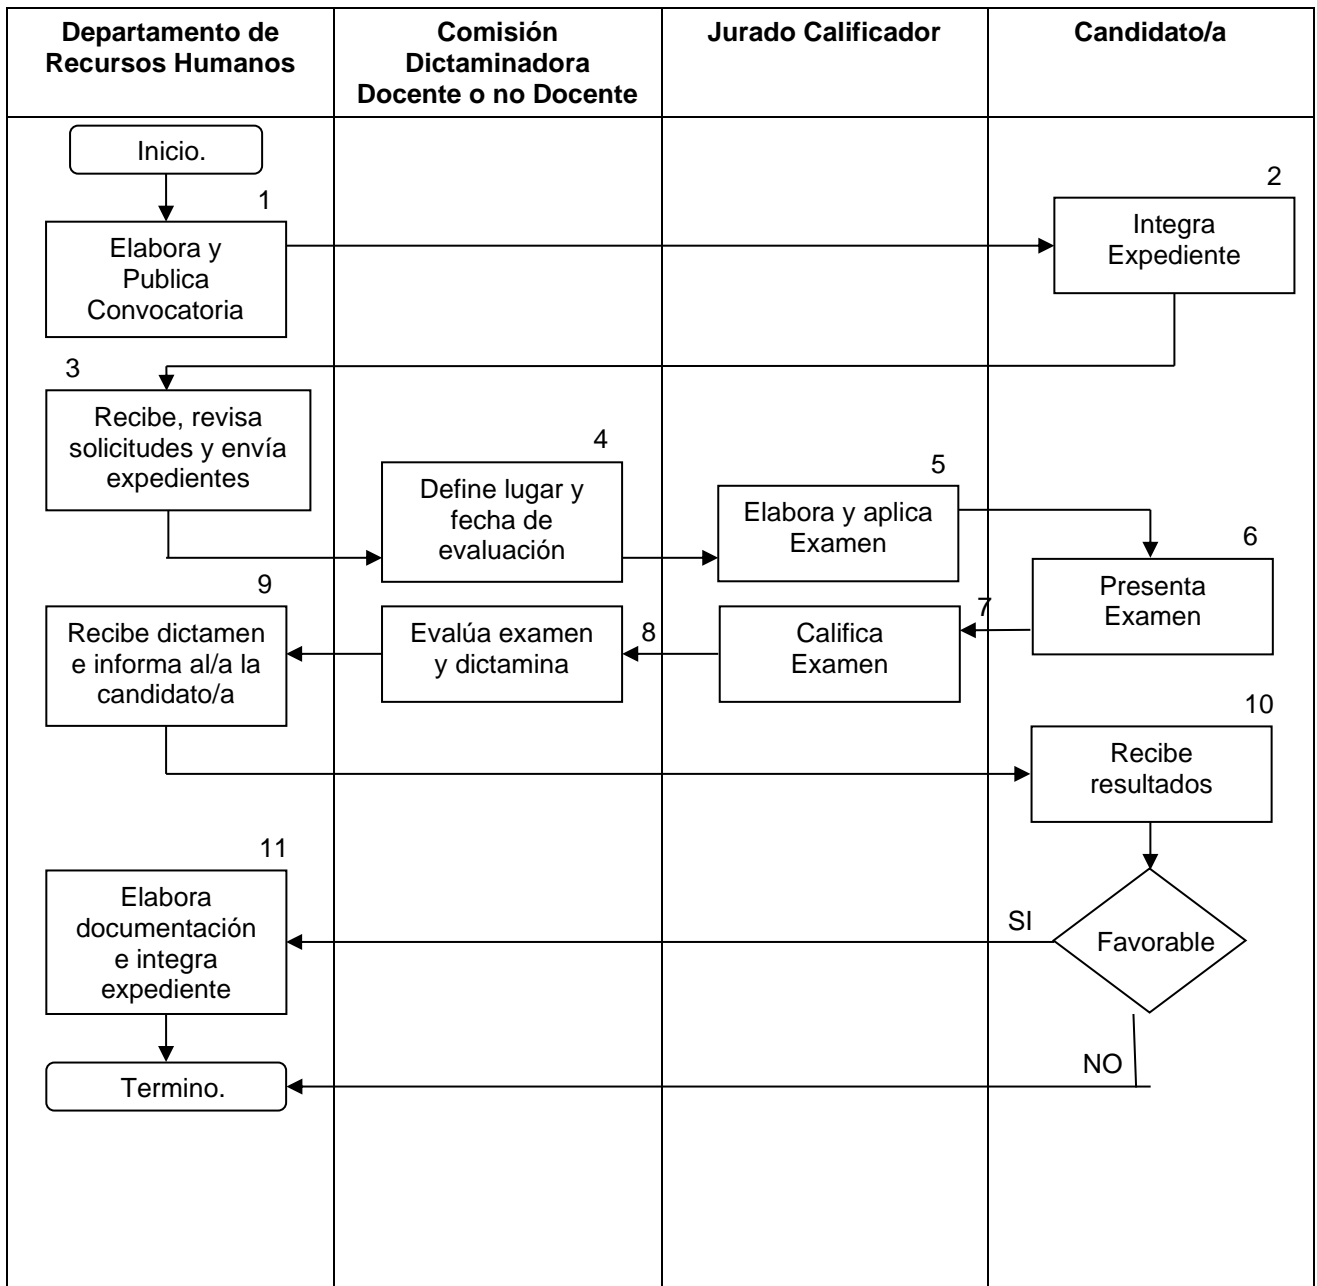 Departamento de
Recursos Humanos
Comisión
Dictaminadora
Docente o no Docente
Jurado Calificador
Candidato/a
Inicio.
1
Elabora y
Publica
Convocatoria
2
Integra
Expediente
3
Recibe, revisa
solicitudes y envía
expedientes
4
Define lugar y
fecha de
evaluación
5
Elabora y aplica
Examen
6
Presenta
Examen
7
Califica
Examen
8
Evalúa examen
y dictamina
9
Recibe dictamen
e informa al/a la
candidato/a
10
Recibe
resultados
Favorable
SI
11
Elabora
documentación
e integra
expediente
NO
Termino.